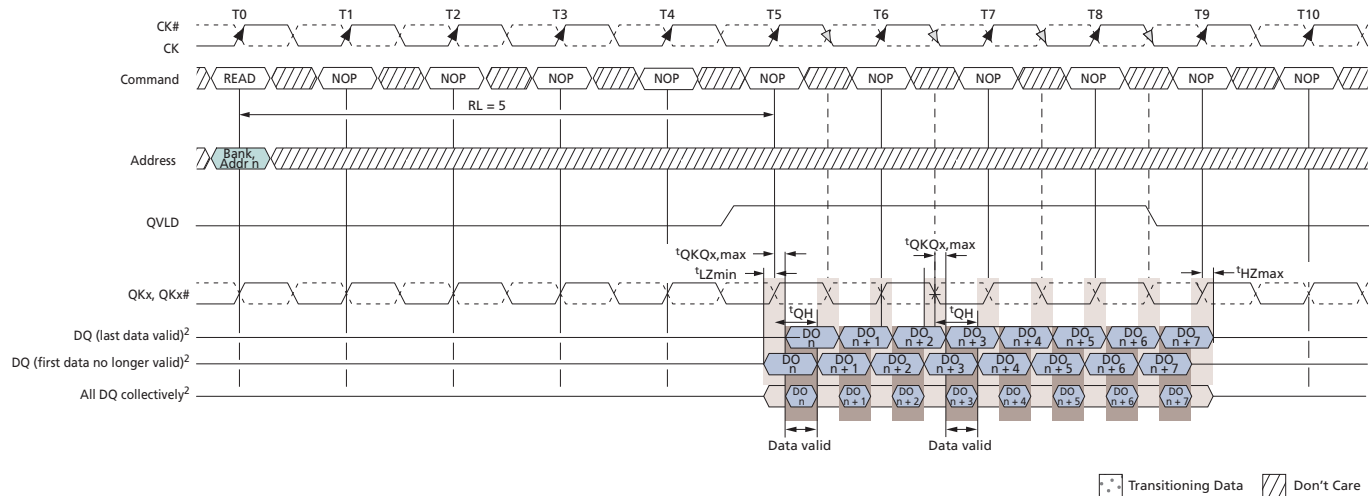 T0 T1 T2 T3 T4 T5 T6 T7 T8 T9 T10
CK#
CK
Command READ NOP NOP NOP NOP NOP NOP NOP NOP NOP NOP
RL = 5
Address Bank, Addr n
QVLD
tQKQx,max tQKQx,max
tLZmin tHZmax
QKx, QKx#
tQH tQH
DQ (last data valid)2 DO n DO n + 1 DO n + 2 DO n + 3 DO n + 4 DO n + 5 DO n + 6 DO n + 7
DQ (first data no longer valid)2 DO n DO n + 1 DO n + 2 DO n + 3 DO n + 4 DO n + 5 DO n + 6 DO n + 7
All DQ collectively2 DO n DO n + 1 DO n + 2 DO n + 3 DO n + 4 DO n + 5 DO n + 6 DO n + 7
Data valid Data valid
Transitioning Data Don't Care